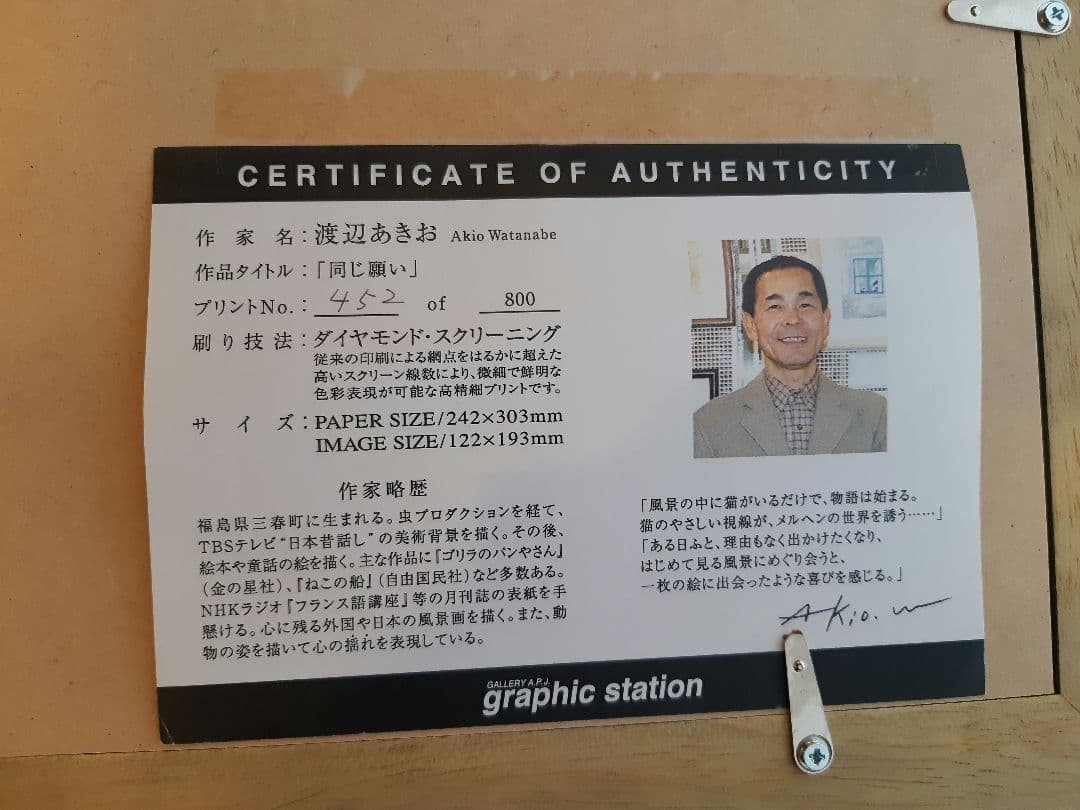 CERTIFICATE OF AUTHENTICITY
作家名:渡辺あきお Akio Watanabe
作品タイトル:「同じ願い」
プリントNo.: 452 of 800
刷り技法:ダイヤモンド・スクリーニング
従来の印刷による網点をはるかに超えた
高いスクリーン線数により、微細で鮮明な
色彩表現が可能な高精細プリントです。
サイズ:PAPER SIZE/242×303mm
IMAGE SIZE/122×193mm
作家略歴
福島県三春町に生まれる。虫プロダクションを経て、
TBSテレビ“日本昔話し”の美術背景を描く。その後、
絵本や童話の絵を描く。主な作品に『ゴリラのパンやさん』
(金の星社)、『ねこの船』(自由国民社)など多数ある。
NHKラジオ『フランス語講座』等の月刊誌の表紙を手
懸ける。心に残る外国や日本の風景画を描く。また、動
物の姿を描いて心の揺れを表現している。
「風景の中に猫がいるだけで、物語は始まる。
猫のやさしい視線が、メルヘンの世界を誘う……」
「ある日ふと、理由もなく出かけたくなり、
はじめて見る風景にめぐり会うと、
一枚の絵に出会ったような喜びを感じる。」
Akio. w
GALLERY A.P.J.
graphic station